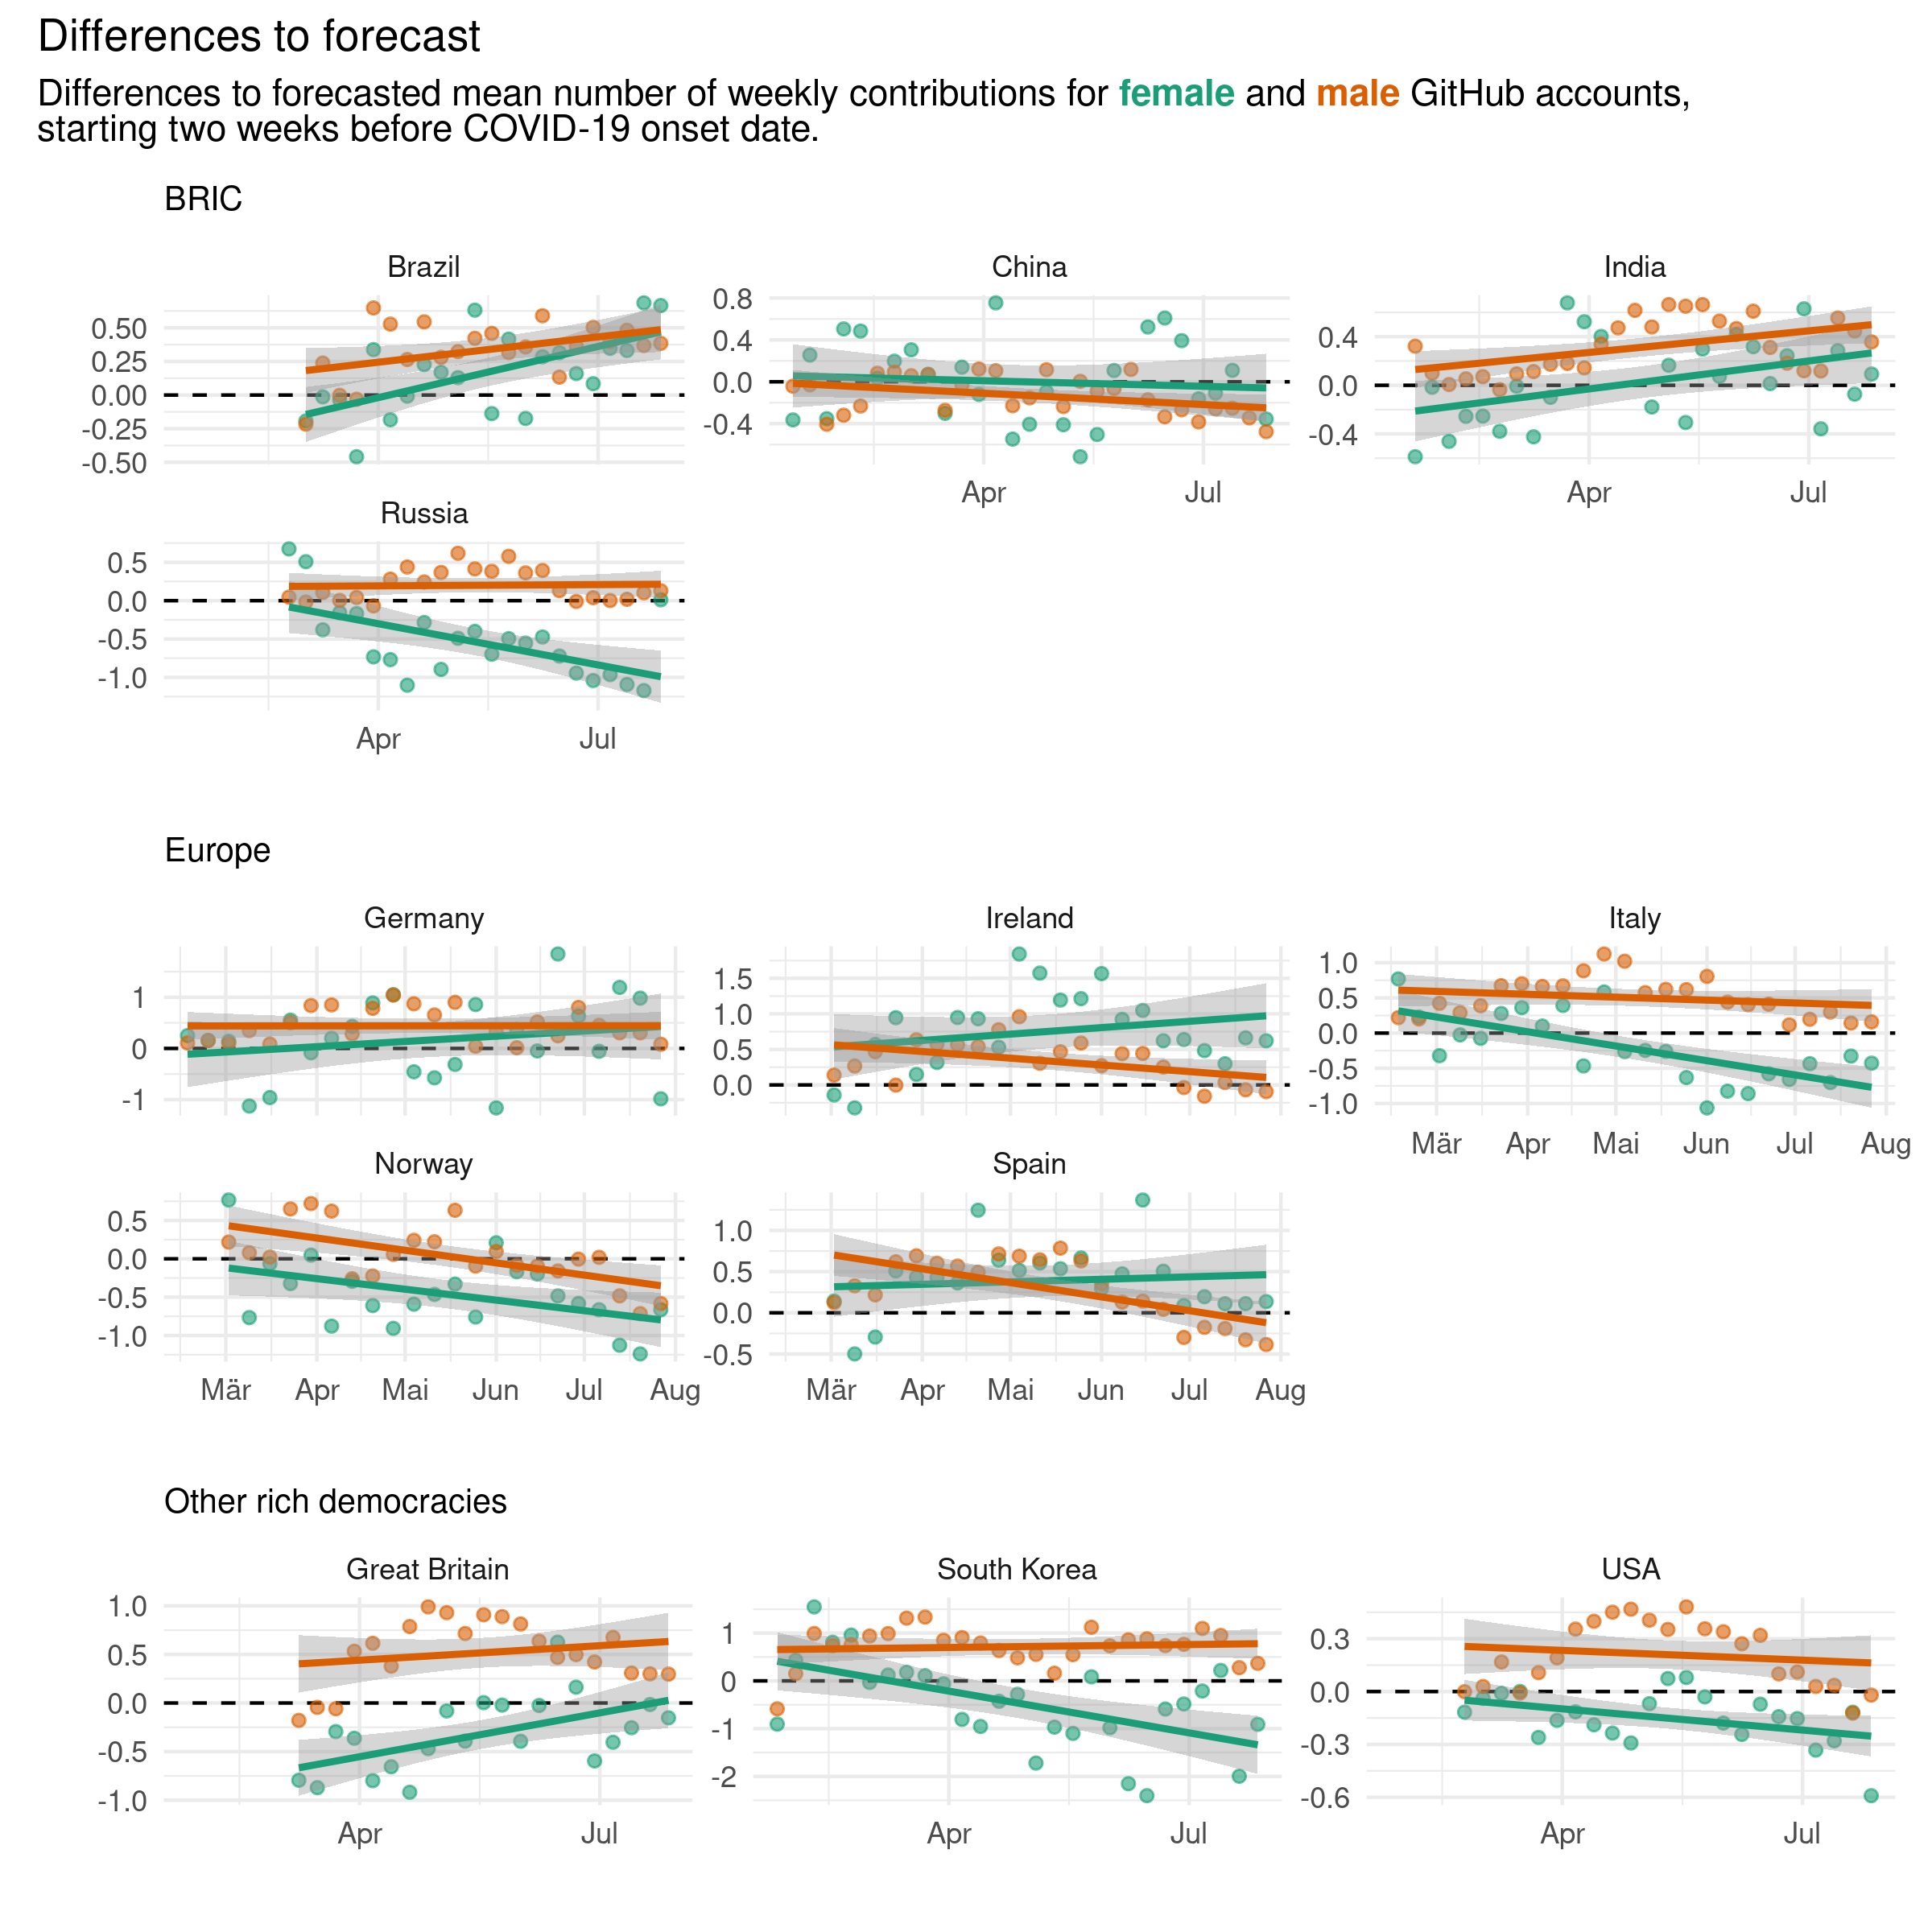 Differences to forecast
Differences to forecasted mean number of weekly contributions for female and male GitHub accounts,
starting two weeks before COVID-19 onset date.
BRIC
Brazil
0.50
0.25
0.00
-0.25
-0.50
China
0.8
0.4
0.0
-0.4
Apr Jul
India
0.4
0.0
-0.4
Apr Jul
Russia
0.5
0.0
-0.5
-1.0
Apr Jul
Europe
Germany
1
0
-1
Ireland
1.5
1.0
0.5
0.0
Italy
1.0
0.5
0.0
-0.5
-1.0
Mär Apr Mai Jun Jul Aug
Norway
0.5
0.0
-0.5
-1.0
Mär Apr Mai Jun Jul Aug
Spain
1.0
0.5
0.0
-0.5
Mär Apr Mai Jun Jul Aug
Other rich democracies
Great Britain
1.0
0.5
0.0
-0.5
-1.0
Apr Jul
South Korea
1
0
-1
-2
Apr Jul
USA
0.3
0.0
-0.3
-0.6
Apr Jul